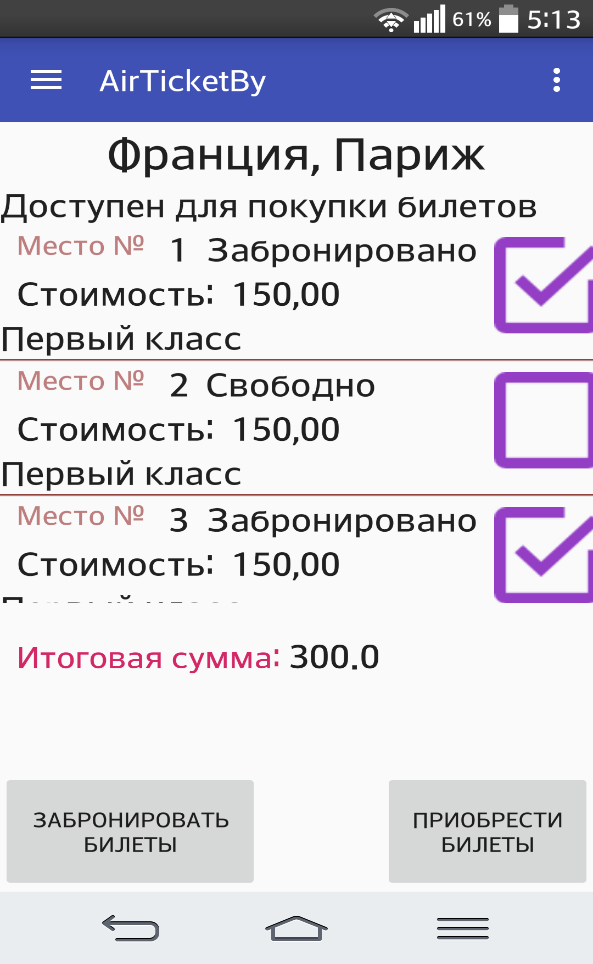 61% 5:13
AirTicketBy
Франция, Париж
Доступен для покупки билетов
Место № 1 Забронировано
Стоимость: 150,00
Первый класс
Место № 2 Свободно
Стоимость: 150,00
Первый класс
Место № 3 Забронировано
Стоимость: 150,00
Первый класс
Итоговая сумма: 300.0
ЗАБРОНИРОВАТЬ
БИЛЕТЫ
ПРИОБРЕСТИ
БИЛЕТЫ